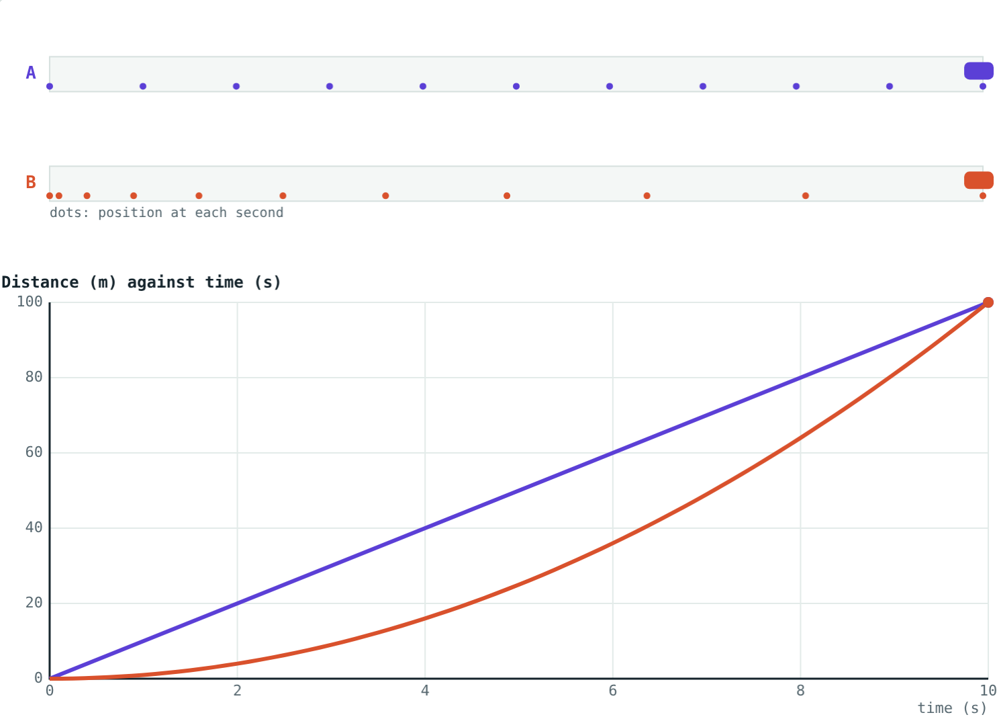 A
B
dots: position at each second
Distance (m) against time (s)
100
80
60
40
20
0
0 2 4 6 8 10
time (s)